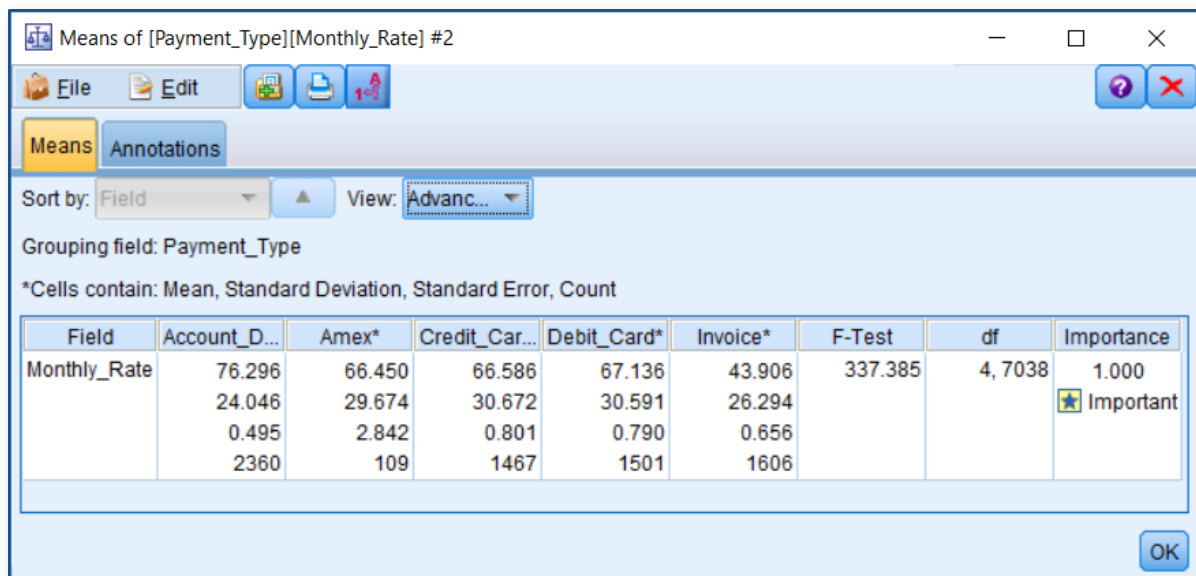 Means of [Payment_Type][Monthly_Rate] #2
File Edit
Means Annotations
Sort by: Field View: Advanc...
Grouping field: Payment_Type
*Cells contain: Mean, Standard Deviation, Standard Error, Count
Field Account_D... Amex* Credit_Car... Debit_Card* Invoice* F-Test df Importance
Monthly_Rate 76.296 66.450 66.586 67.136 43.906 337.385 4, 7038 1.000
24.046 29.674 30.672 30.591 26.294 Important
0.495 2.842 0.801 0.790 0.656
2360 109 1467 1501 1606
OK